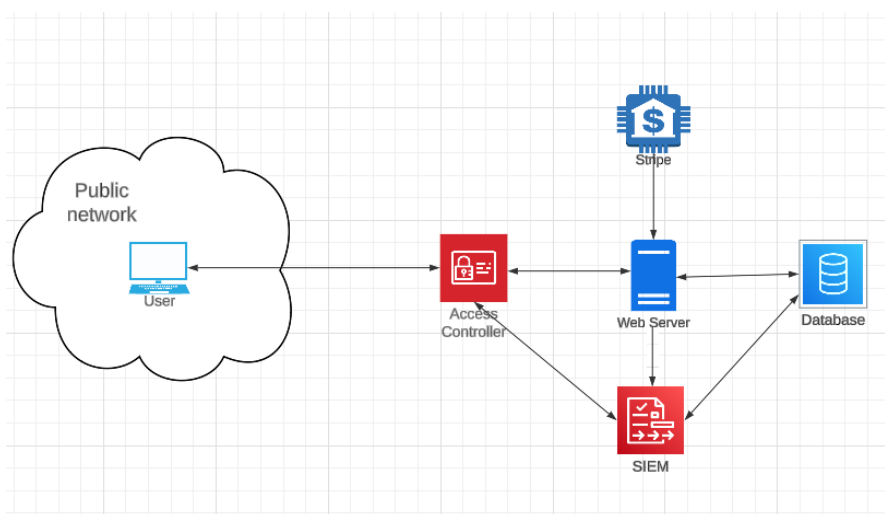 Public
network
User
Stripe
Access
Controller
Web Server
Database
SIEM